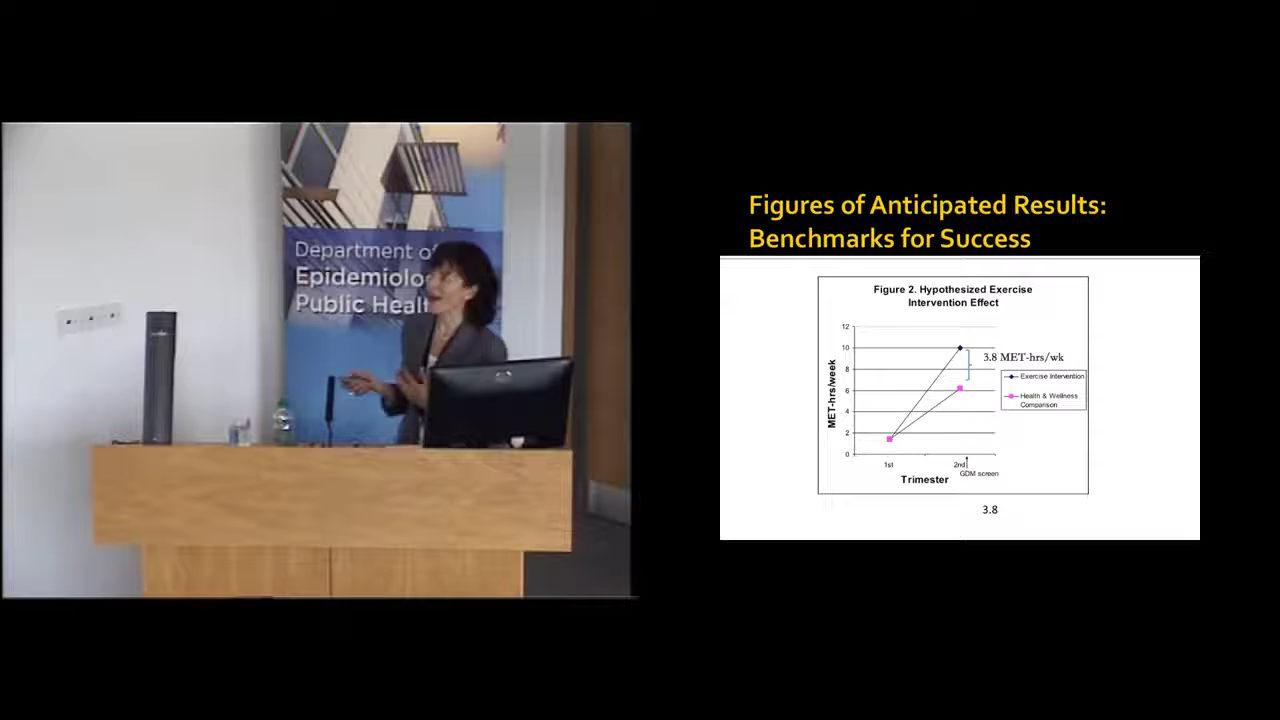 Department of
Epidemiolo
Public Healt
Figures of Anticipated Results:
Benchmarks for Success
Figure 2. Hypothesized Exercise
Intervention Effect
12
10
8
6
4
2
0
MET-hrs/week
3.8 MET-hrs/wk
Exercise Intervention
Health & Wellness
Comparison
1st
2nd
GDM screen
Trimester
3.8